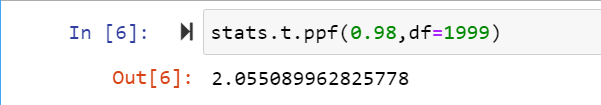 In [6]: stats.t.ppf(0.98,df=1999)
Out[6]: 2.055089962825778